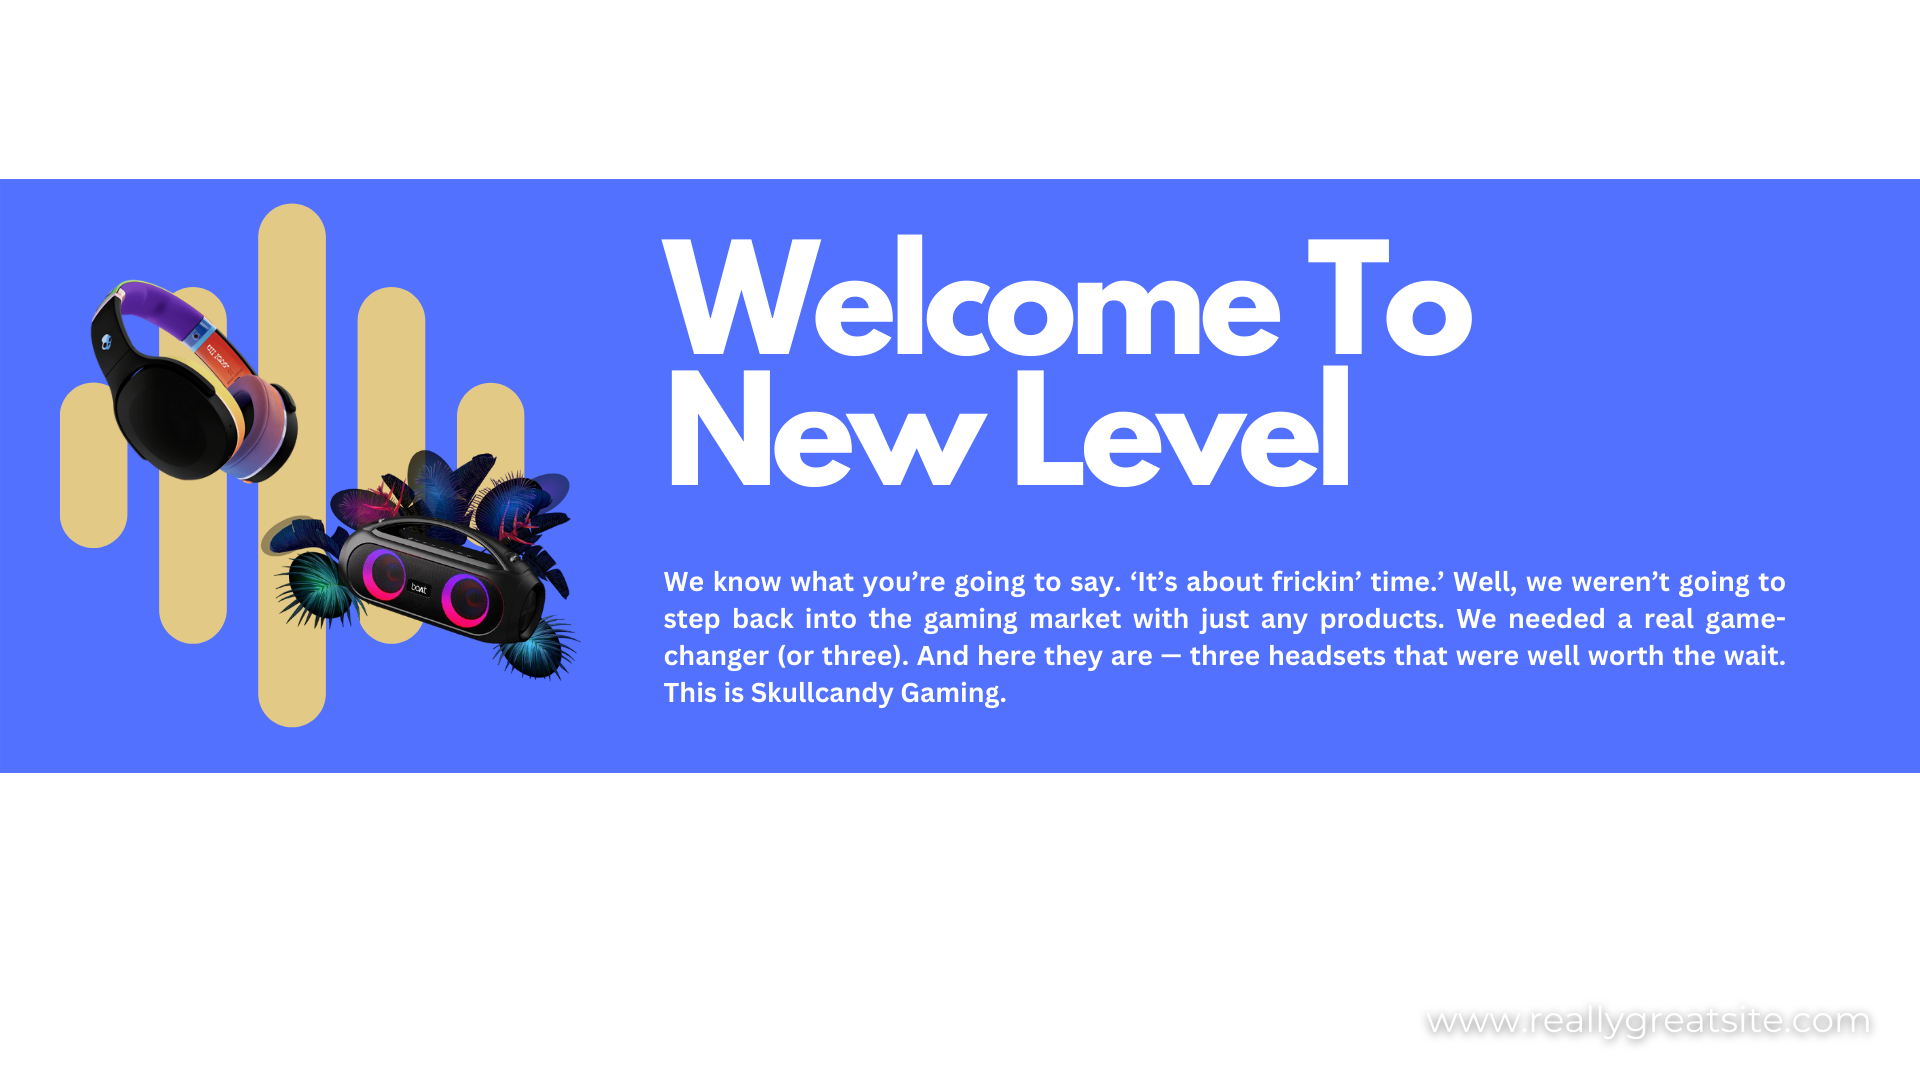 Welcome To
New Level
We know what you’re going to say. ‘It’s about frickin’ time.’ Well, we weren’t going to
step back into the gaming market with just any products. We needed a real game-
changer (or three). And here they are — three headsets that were well worth the wait.
This is Skullcandy Gaming.
boAt
www.reallygreatsite.com